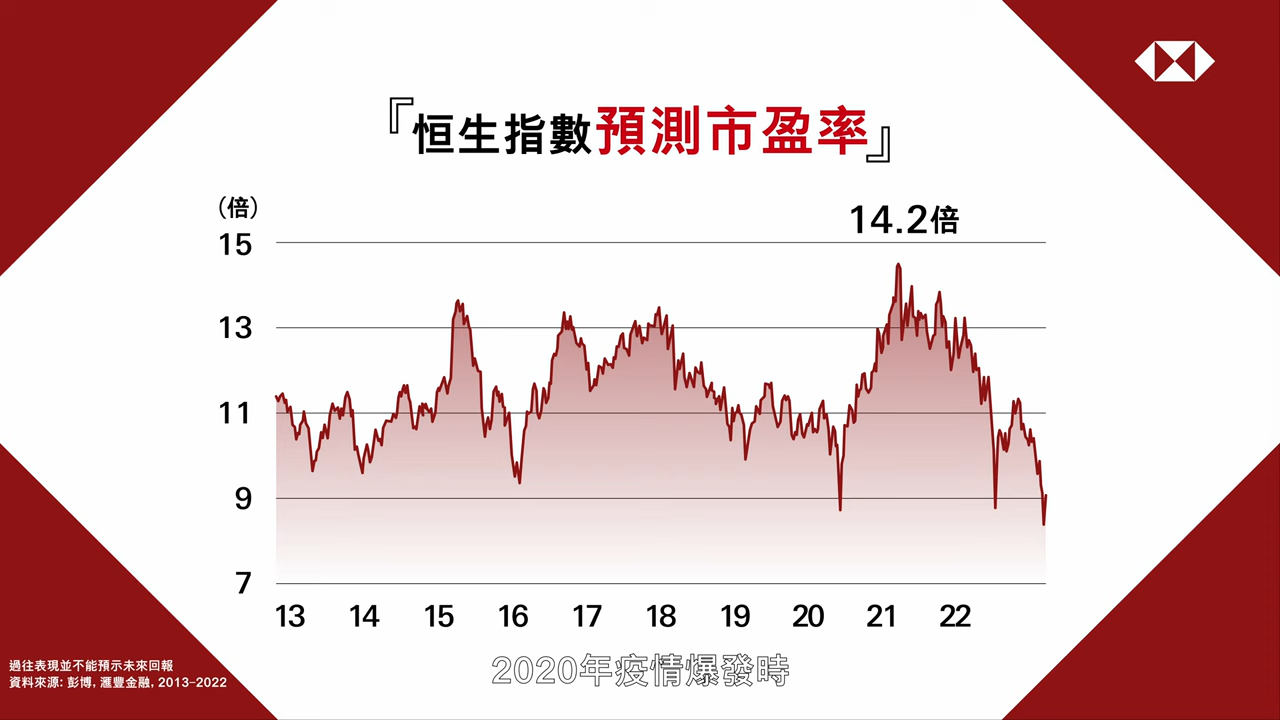 『恒生指數預測市盈率』
（倍）
14.2倍
15
13
11
9
7
13 14 15 16 17 18 19 20 21 22
2020年疫情爆發時
過往表現並不能預示未來回報
資料來源: 彭博, 滙豐金融, 2013-2022